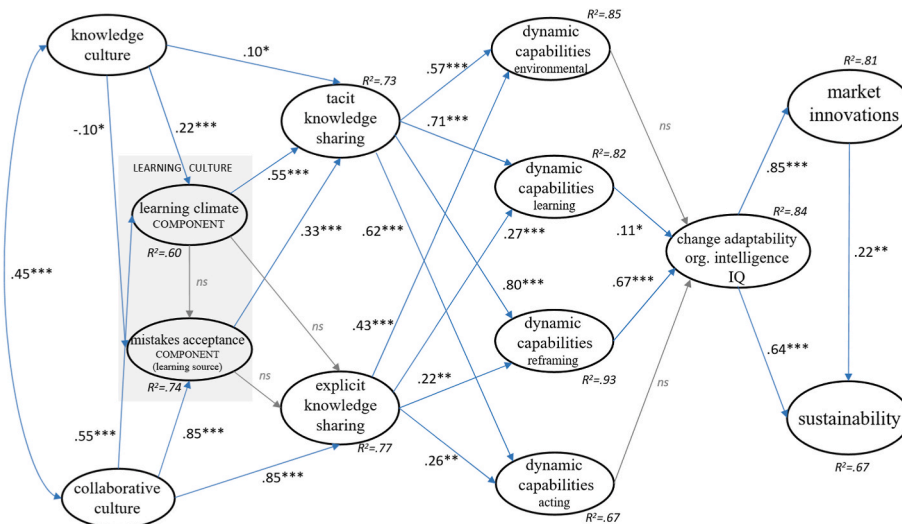 knowledge
culture
.10*
-.10*
.22***
LEARNING CULTURE
learning climate
COMPONENT
R²=.60
.45***
ns
mistakes acceptance
COMPONENT
(learning source)
R²=.74
.55***
.85***
collaborative
culture
.85***
R²=.73
tacit
knowledge
sharing
.55***
.33***
ns
ns
explicit
knowledge
sharing
R²=.77
.57***
.71***
.62***
.43***
.22**
.26**
R²=.85
dynamic
capabilities
environmental
R²=.82
dynamic
capabilities
learning
.27***
.80***
dynamic
capabilities
reframing
R²=.93
dynamic
capabilities
acting
R²=.67
ns
.11*
.67***
ns
R²=.84
change adaptability
org. intelligence
IQ
.85***
.64***
R²=.81
market
innovations
.22**
sustainability
R²=.67